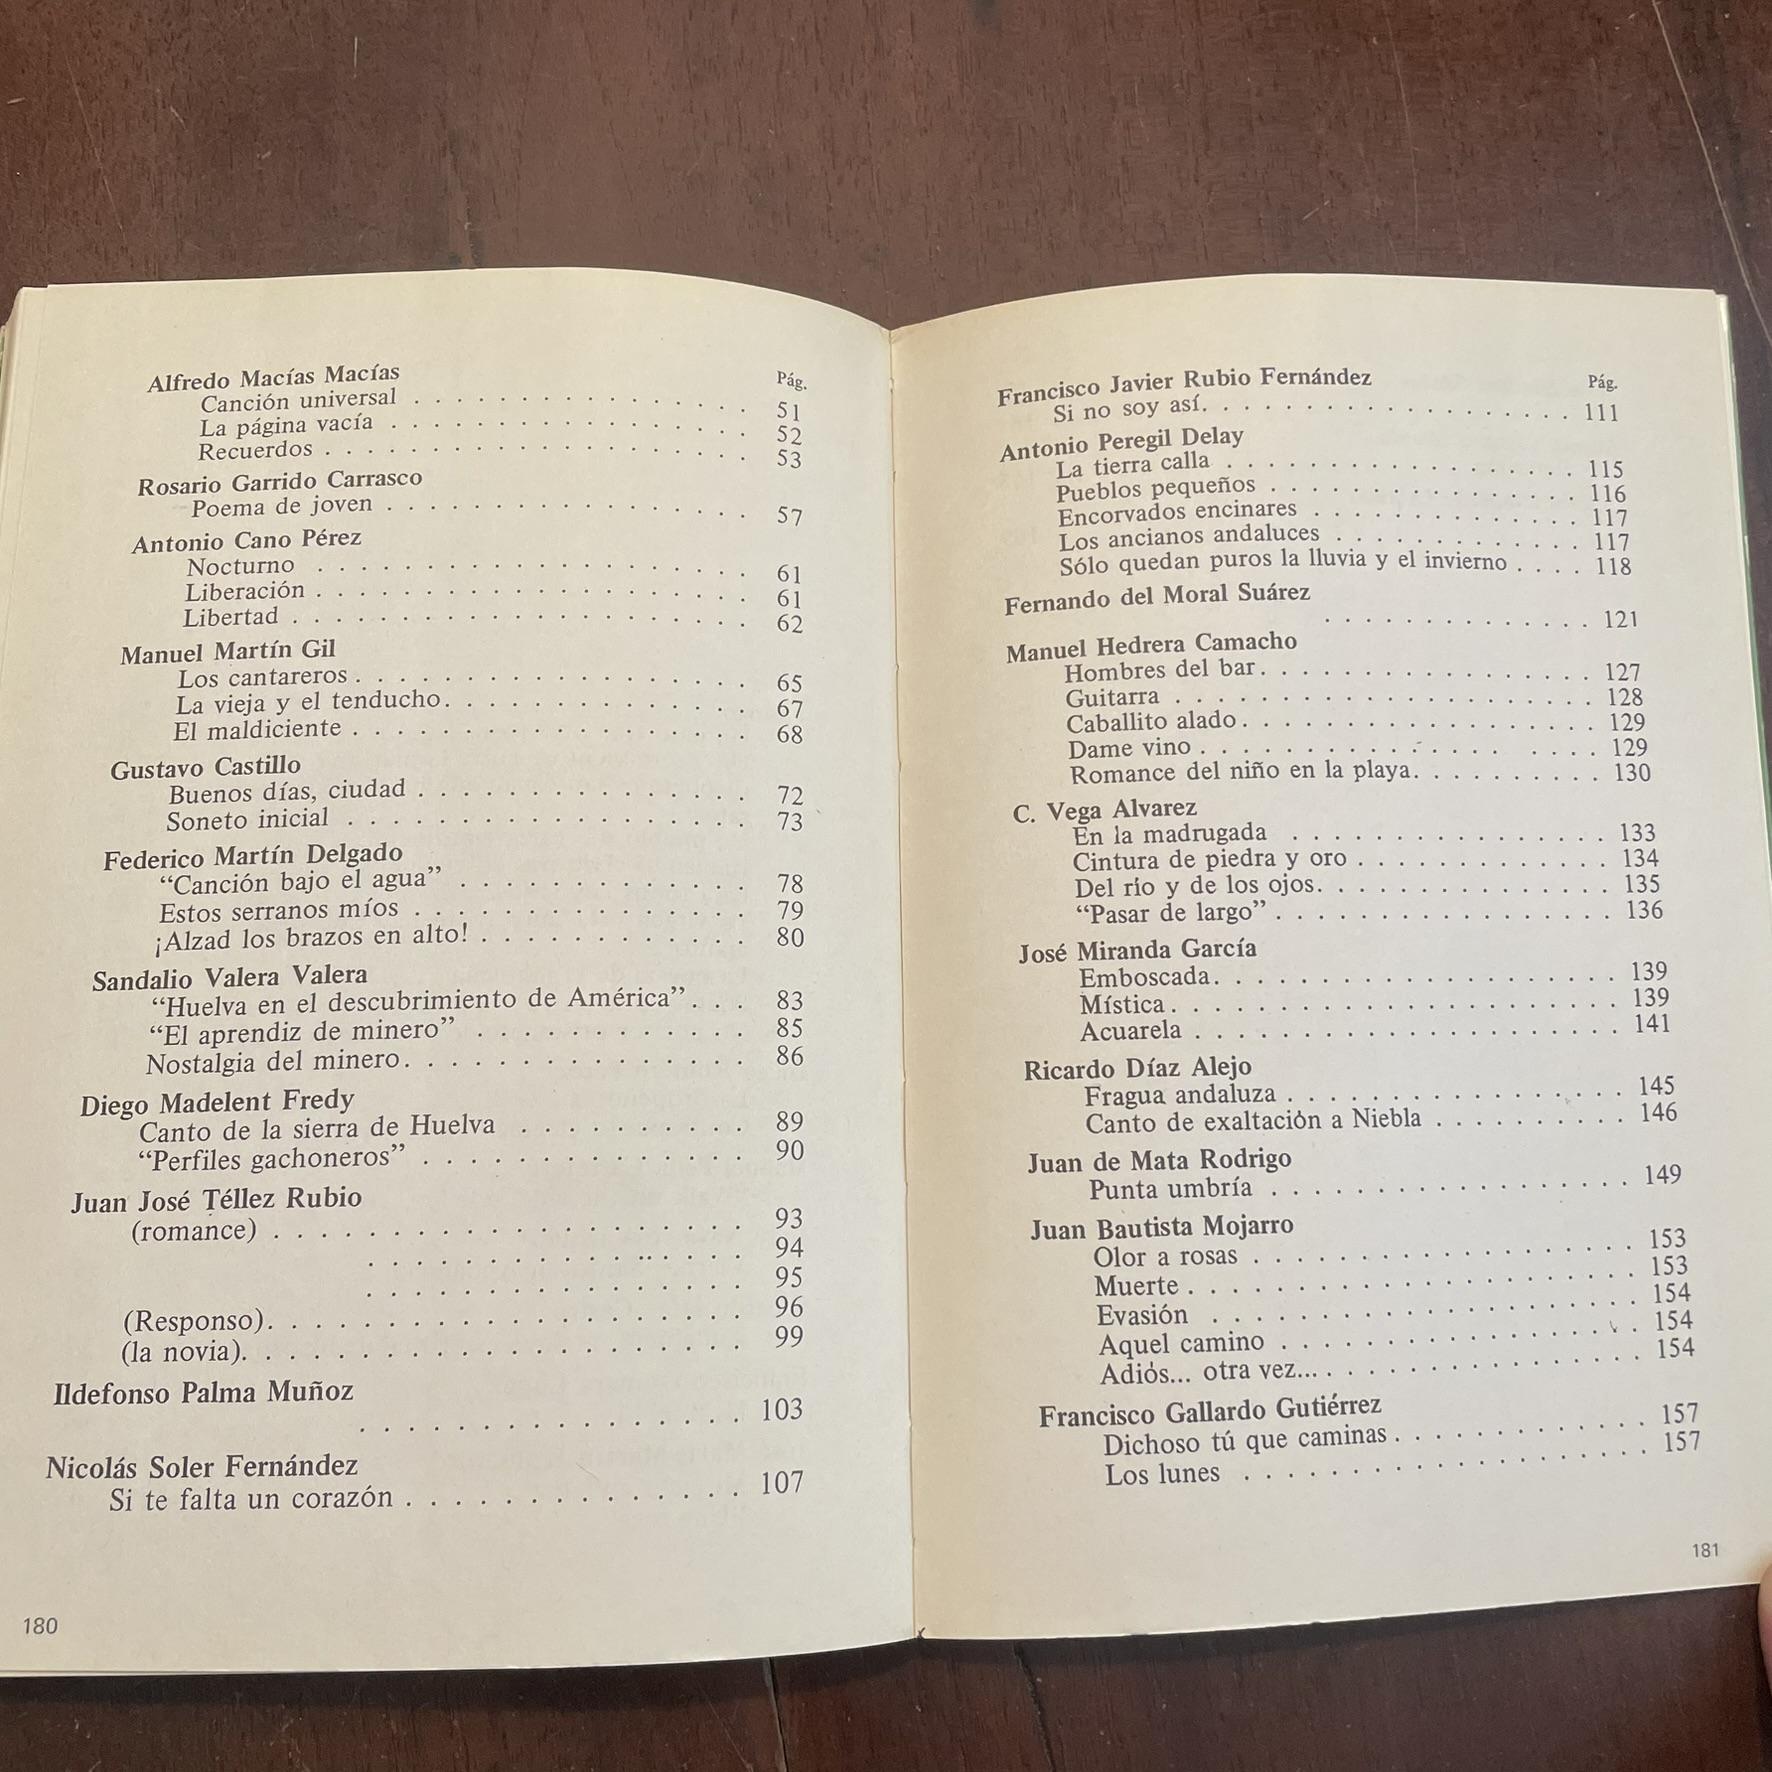 Pág.
Alfredo Macías Macías
Canción universal . . . . . . . . . . . . . . . . 51
La página vacía . . . . . . . . . . . . . . . . . 52
Recuerdos . . . . . . . . . . . . . . . . . . . . 53
Rosario Garrido Carrasco
Poema de joven . . . . . . . . . . . . . . . . . 57
Antonio Cano Pérez
Nocturno . . . . . . . . . . . . . . . . . . . . 61
Liberación . . . . . . . . . . . . . . . . . . . . 61
Libertad . . . . . . . . . . . . . . . . . . . . . 62
Manuel Martín Gil
Los cantareros . . . . . . . . . . . . . . . . . . 65
La vieja y el tenducho . . . . . . . . . . . . . . 67
El maldiciente . . . . . . . . . . . . . . . . . . 68
Gustavo Castillo
Buenos días, ciudad . . . . . . . . . . . . . . . 72
Soneto inicial . . . . . . . . . . . . . . . . . . 73
Federico Martín Delgado
“Canción bajo el agua” . . . . . . . . . . . . . 78
Estos serranos míos . . . . . . . . . . . . . . . 79
¡Alzad los brazos en alto! . . . . . . . . . . . . 80
Sandalio Valera Valera
“Huelva en el descubrimiento de América” . . . 83
“El aprendiz de minero” . . . . . . . . . . . . 85
Nostalgia del minero . . . . . . . . . . . . . . . 86
Diego Madelent Fredy
Canto de la sierra de Huelva . . . . . . . . . . 89
“Perfiles gachoneros” . . . . . . . . . . . . . . 90
Juan José Téllez Rubio
(romance) . . . . . . . . . . . . . . . . . . . . 93
. . . . . . . . . . . . . . . . 94
. . . . . . . . . . . . . . . 95
(Responso) . . . . . . . . . . . . . . . . . . . . 96
(la novia) . . . . . . . . . . . . . . . . . . . . 99
Ildefonso Palma Muñoz
. . . . . . . . . . . . . . . 103
Nicolás Soler Fernández
Si te falta un corazón . . . . . . . . . . . . . . 107
180
Pág.
Francisco Javier Rubio Fernández
Si no soy así . . . . . . . . . . . . . . . . . . . 111
Antonio Peregil Delay
La tierra calla . . . . . . . . . . . . . . . . . 115
Pueblos pequeños . . . . . . . . . . . . . . . 116
Encorvados encinares . . . . . . . . . . . . . 117
Los ancianos andaluces . . . . . . . . . . . . 117
Sólo quedan puros la lluvia y el invierno . . . . 118
Fernando del Moral Suárez
. . . . . . . . . . . . . 121
Manuel Hedrera Camacho
Hombres del bar . . . . . . . . . . . . . . . . 127
Guitarra . . . . . . . . . . . . . . . . . . . . 128
Caballito alado . . . . . . . . . . . . . . . . . 129
Dame vino . . . . . . . . . . . . . . . . . . . 129
Romance del niño en la playa . . . . . . . . . . 130
C. Vega Alvarez
En la madrugada . . . . . . . . . . . . . . . 133
Cintura de piedra y oro . . . . . . . . . . . . 134
Del río y de los ojos . . . . . . . . . . . . . . 135
“Pasar de largo” . . . . . . . . . . . . . . . . 136
José Miranda García
Emboscada . . . . . . . . . . . . . . . . . . . 139
Mística . . . . . . . . . . . . . . . . . . . . . 139
Acuarela . . . . . . . . . . . . . . . . . . . . 141
Ricardo Díaz Alejo
Fragua andaluza . . . . . . . . . . . . . . . . 145
Canto de exaltación a Niebla . . . . . . . . . . 146
Juan de Mata Rodrigo
Punta umbría . . . . . . . . . . . . . . . . . 149
Juan Bautista Mojarro
Olor a rosas . . . . . . . . . . . . . . . . . . 153
Muerte . . . . . . . . . . . . . . . . . . . . . 153
Evasión . . . . . . . . . . . . . . . . . . . . 154
Aquel camino . . . . . . . . . . . . . . . . . 154
Adiós... otra vez... . . . . . . . . . . . . . . . 154
Francisco Gallardo Gutiérrez
Dichoso tú que caminas . . . . . . . . . . . . 157
Los lunes . . . . . . . . . . . . . . . . . . . 157
181